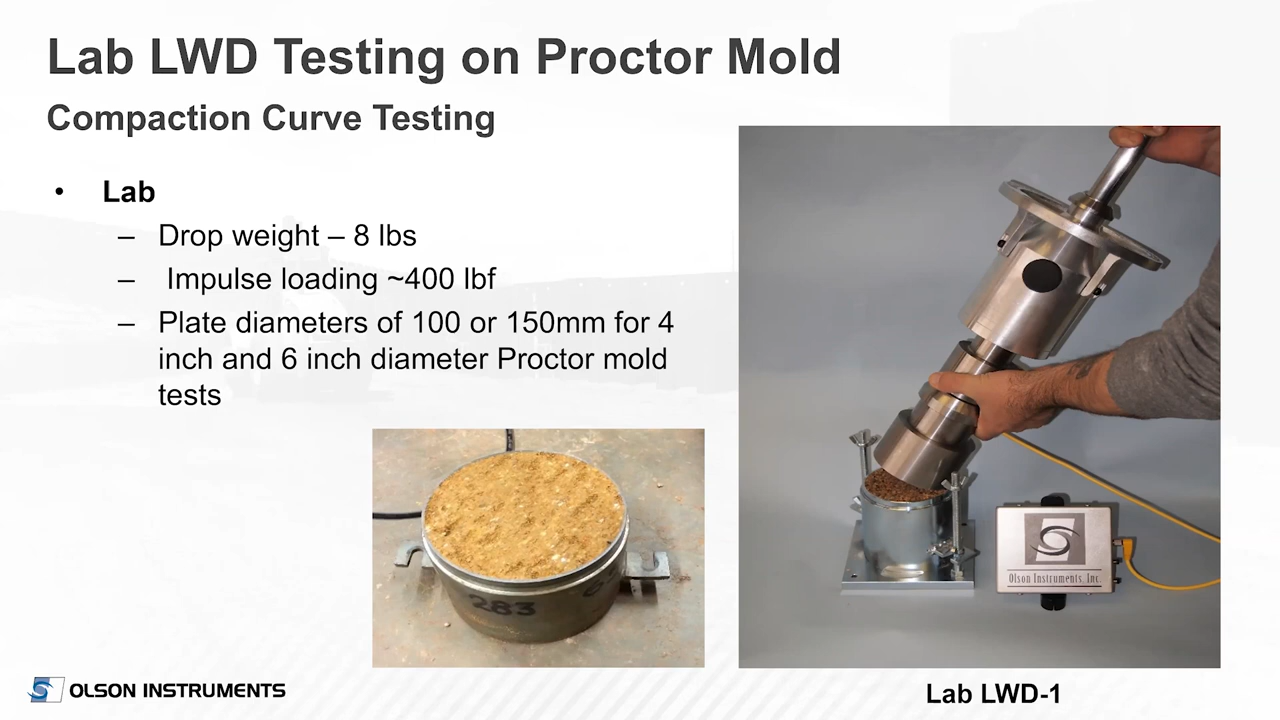 Lab LWD Testing on Proctor Mold
Compaction Curve Testing
• Lab
– Drop weight – 8 lbs
– Impulse loading ~400 lbf
– Plate diameters of 100 or 150mm for 4
inch and 6 inch diameter Proctor mold
tests
283
Olson Instruments, Inc.
OLSON INSTRUMENTS
Lab LWD-1